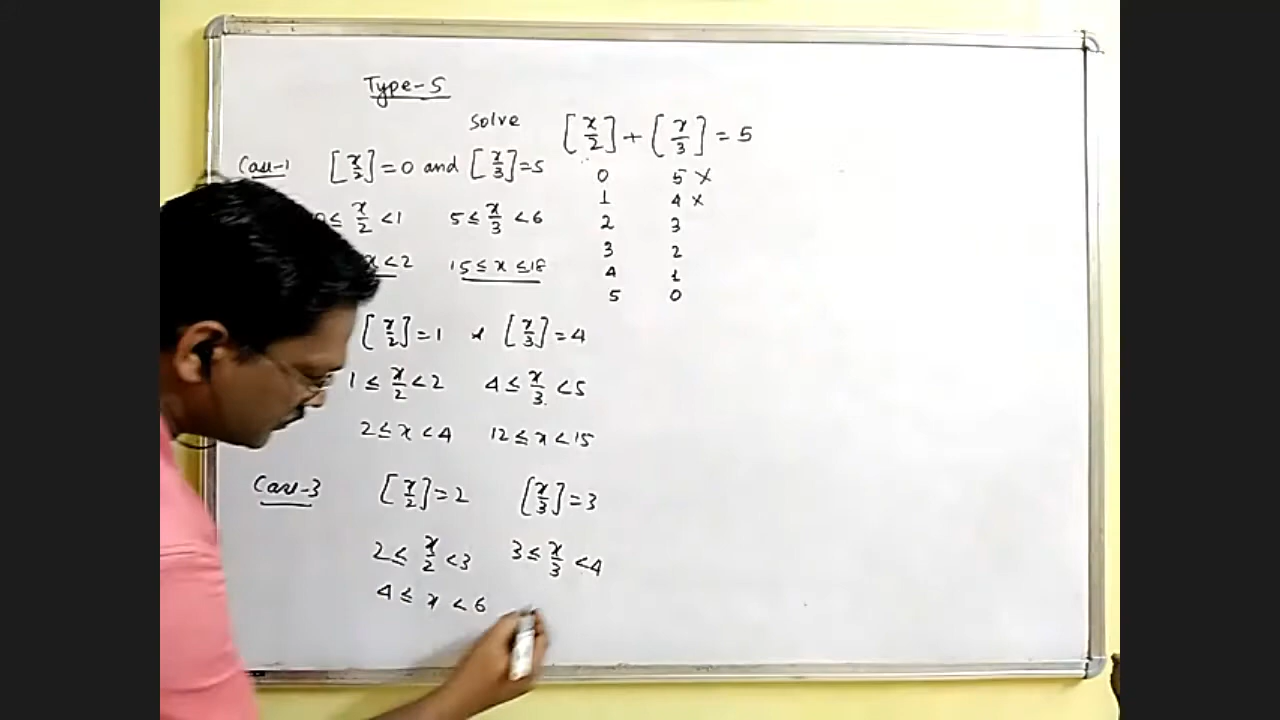 Type-5
solve [x/2] + [x/3] = 5
Case-1 [x/2]=0 and [x/3]=5
0 5 ×
1 4 ×
2 3
3 2
4 1
5 0
≤ x/2 <1 5 ≤ x/3 <6
x<2 15 ≤ x ≤ 18
[x/2]=1 & [x/3]=4
1 ≤ x/2 <2 4 ≤ x/3 <5
2 ≤ x <4 12 ≤ x <15
Case-3 [x/2]=2 [x/3]=3
2 ≤ x/2 <3 3 ≤ x/3 <4
4 ≤ x <6